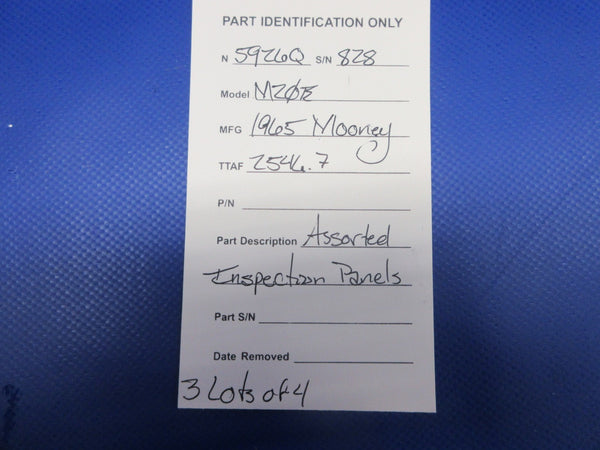 PART IDENTIFICATION ONLY
N 5926Q S/N 828
Model M20E
MFG 1965 Mooney
TTAF 2546.7
P/N
Part Description Assorted
Inspection Panels
Part S/N
Date Removed
3 Lots of 4